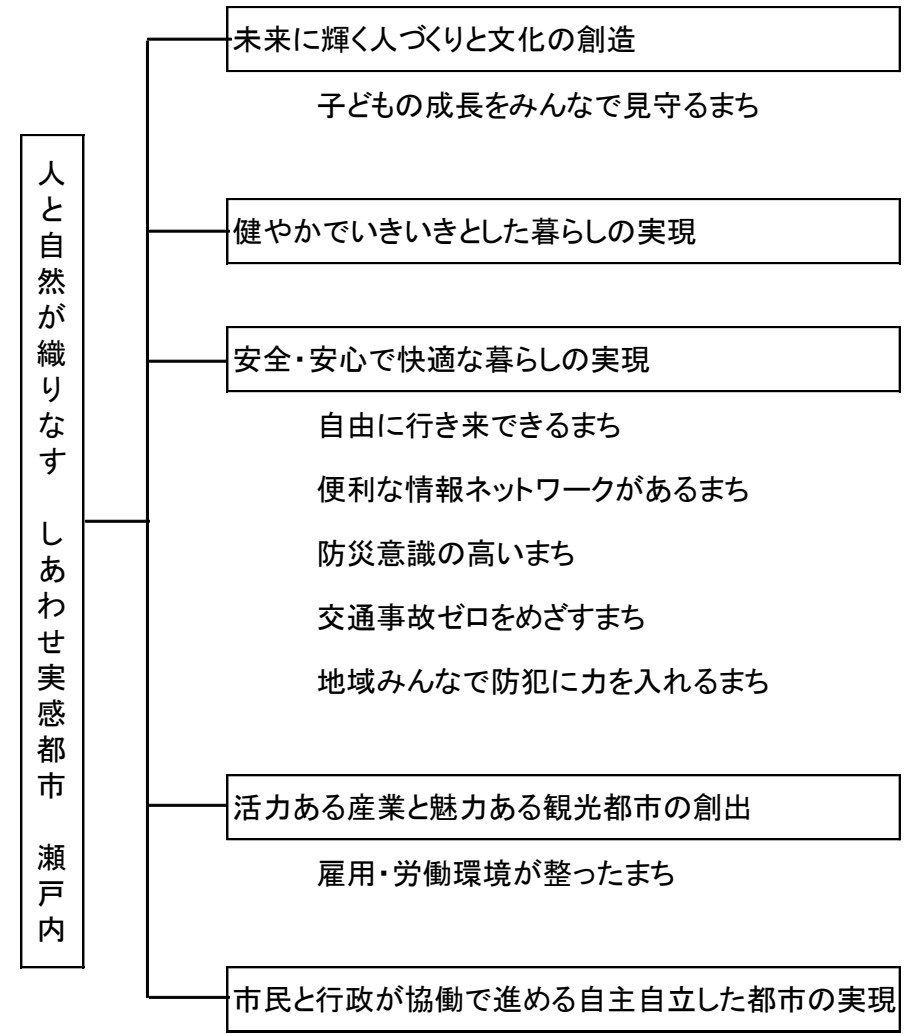 人と自然が織りなす しあわせ実感都市 瀬戸内
未来に輝く人づくりと文化の創造
子どもの成長をみんなで見守るまち
健やかでいきいきとした暮らしの実現
安全・安心で快適な暮らしの実現
自由に行き来できるまち
便利な情報ネットワークがあるまち
防災意識の高いまち
交通事故ゼロをめざすまち
地域みんなで防犯に力を入れるまち
活力ある産業と魅力ある観光都市の創出
雇用・労働環境が整ったまち
市民と行政が協働で進める自主自立した都市の実現